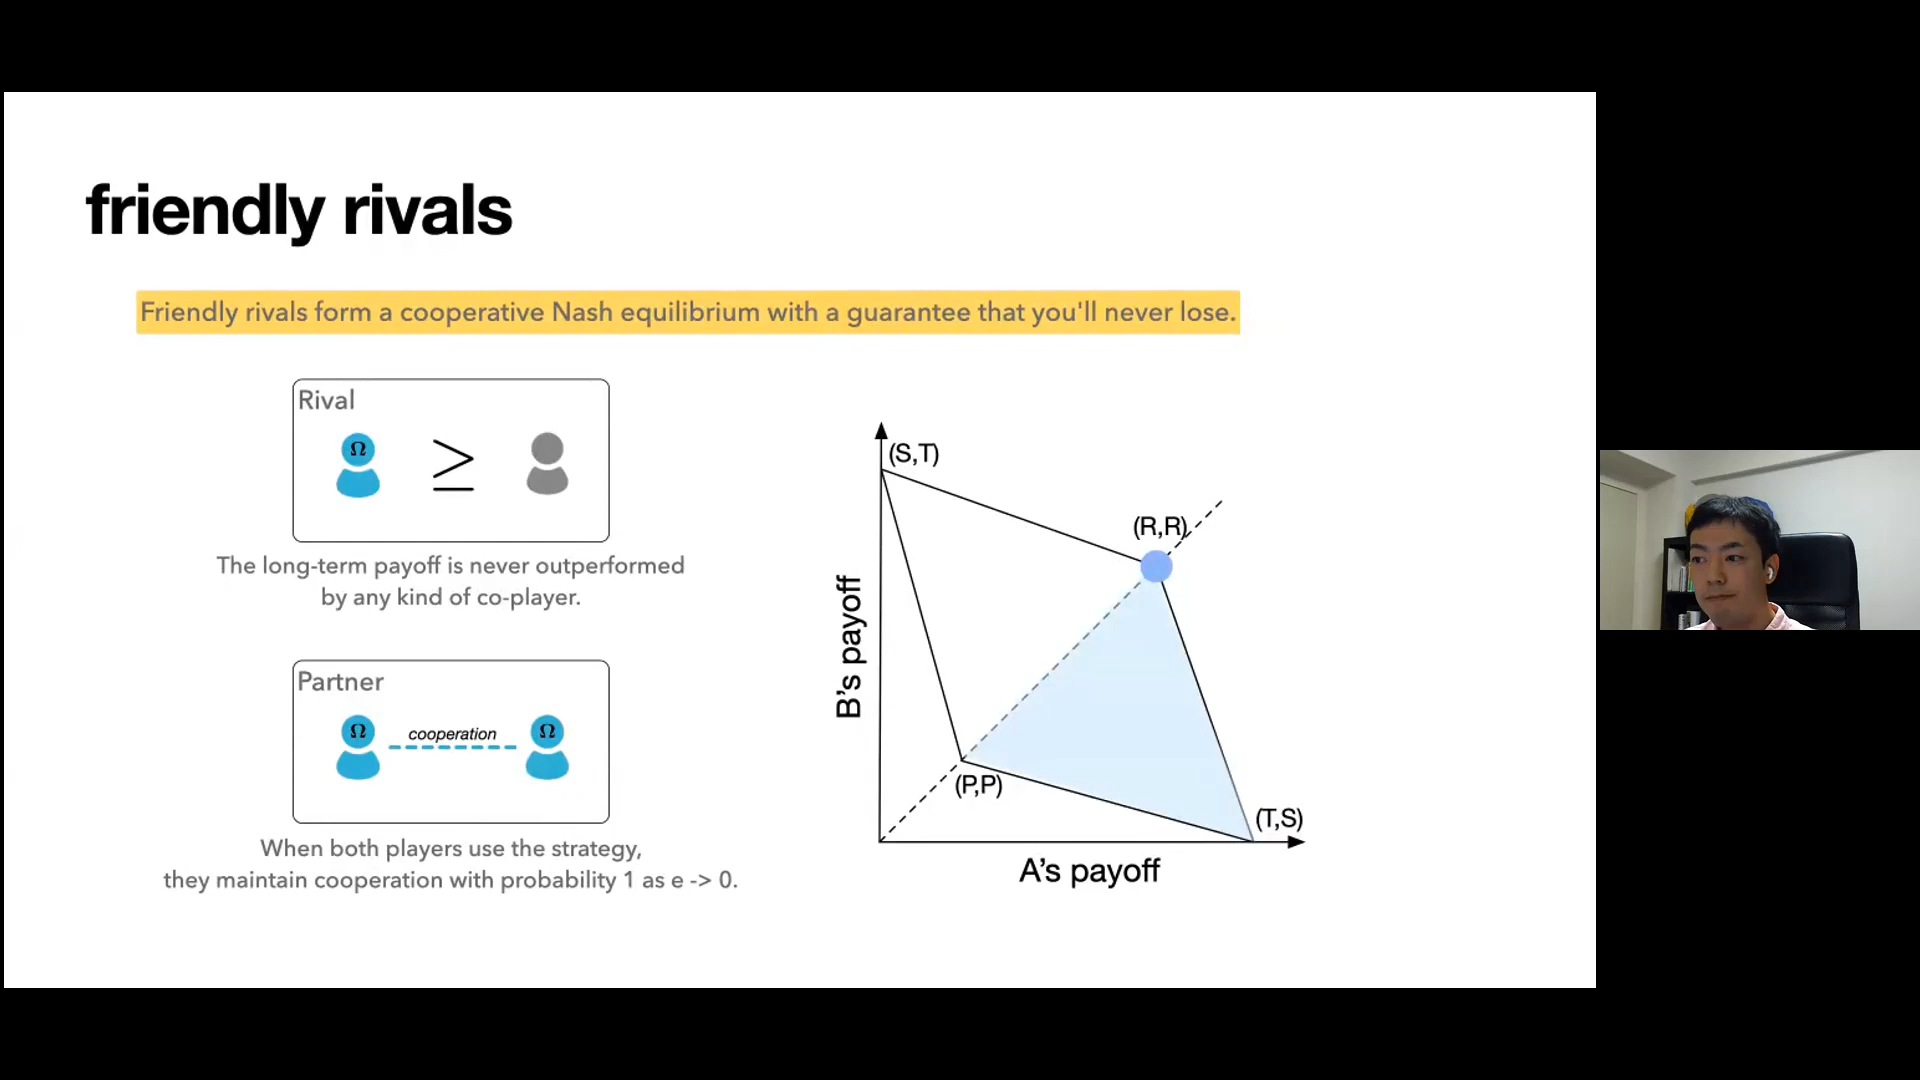 friendly rivals
Friendly rivals form a cooperative Nash equilibrium with a guarantee that you'll never lose.
Rival
Ω
≥
The long-term payoff is never outperformed
by any kind of co-player.
Partner
Ω
cooperation
Ω
When both players use the strategy,
they maintain cooperation with probability 1 as e -> 0.
(S,T)
(R,R)
B's payoff
(P,P)
(T,S)
A's payoff